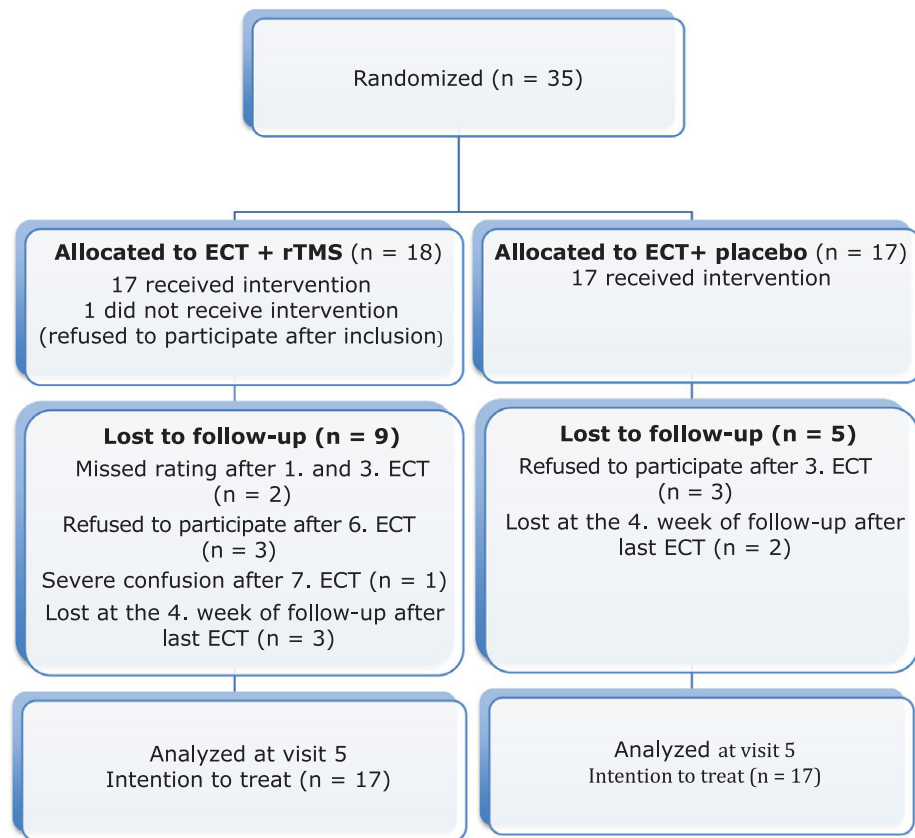 Randomized (n = 35)
Allocated to ECT + rTMS (n = 18)
17 received intervention
1 did not receive intervention
(refused to participate after inclusion)
Allocated to ECT+ placebo (n = 17)
17 received intervention
Lost to follow-up (n = 9)
Missed rating after 1. and 3. ECT
(n = 2)
Refused to participate after 6. ECT
(n = 3)
Severe confusion after 7. ECT (n = 1)
Lost at the 4. week of follow-up after
last ECT (n = 3)
Lost to follow-up (n = 5)
Refused to participate after 3. ECT
(n = 3)
Lost at the 4. week of follow-up after
last ECT (n = 2)
Analyzed at visit 5
Intention to treat (n = 17)
Analyzed at visit 5
Intention to treat (n = 17)